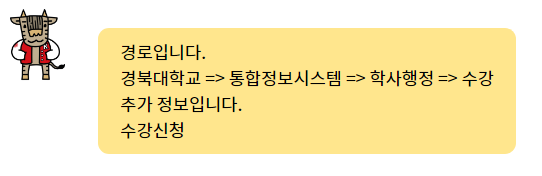 경로입니다.
경북대학교 => 통합정보시스템 => 학사행정 => 수강
추가 정보입니다.
수강신청